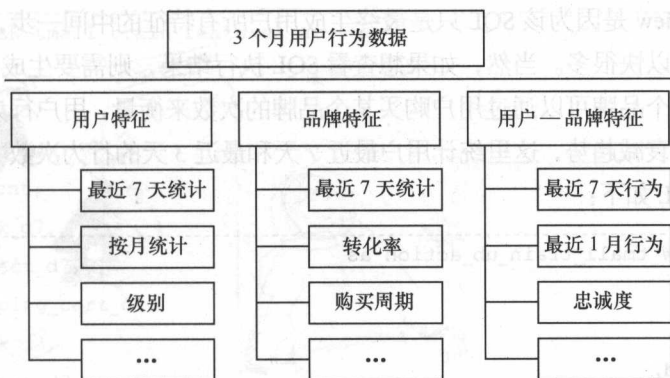 3 个月用户行为数据
用户特征
最近 7 天统计
按月统计
级别
...
品牌特征
最近 7 天统计
转化率
购买周期
...
用户—品牌特征
最近 7 天行为
最近 1 月行为
忠诚度
...